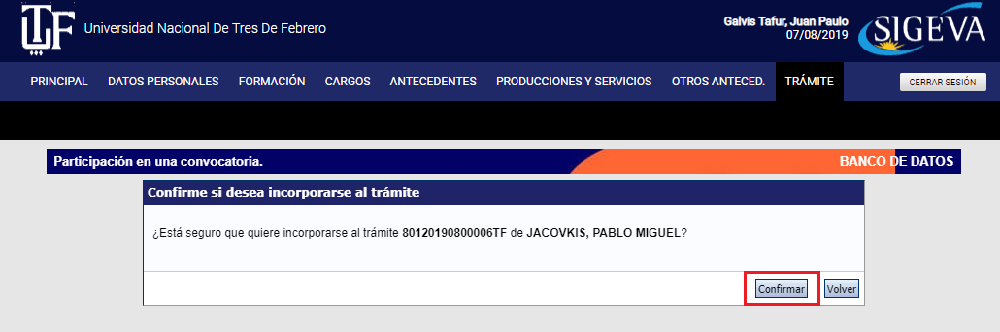 UTF Universidad Nacional De Tres De Febrero
Galvis Tafur, Juan Paulo
07/08/2019
SIGEVA
PRINCIPAL DATOS PERSONALES FORMACIÓN CARGOS ANTECEDENTES PRODUCCIONES Y SERVICIOS OTROS ANTECED. TRÁMITE CERRAR SESIÓN
Participación en una convocatoria. BANCO DE DATOS
Confirme si desea incorporarse al trámite
¿Está seguro que quiere incorporarse al trámite 80120190800006TF de JACOVKIS, PABLO MIGUEL?
Confirmar Volver